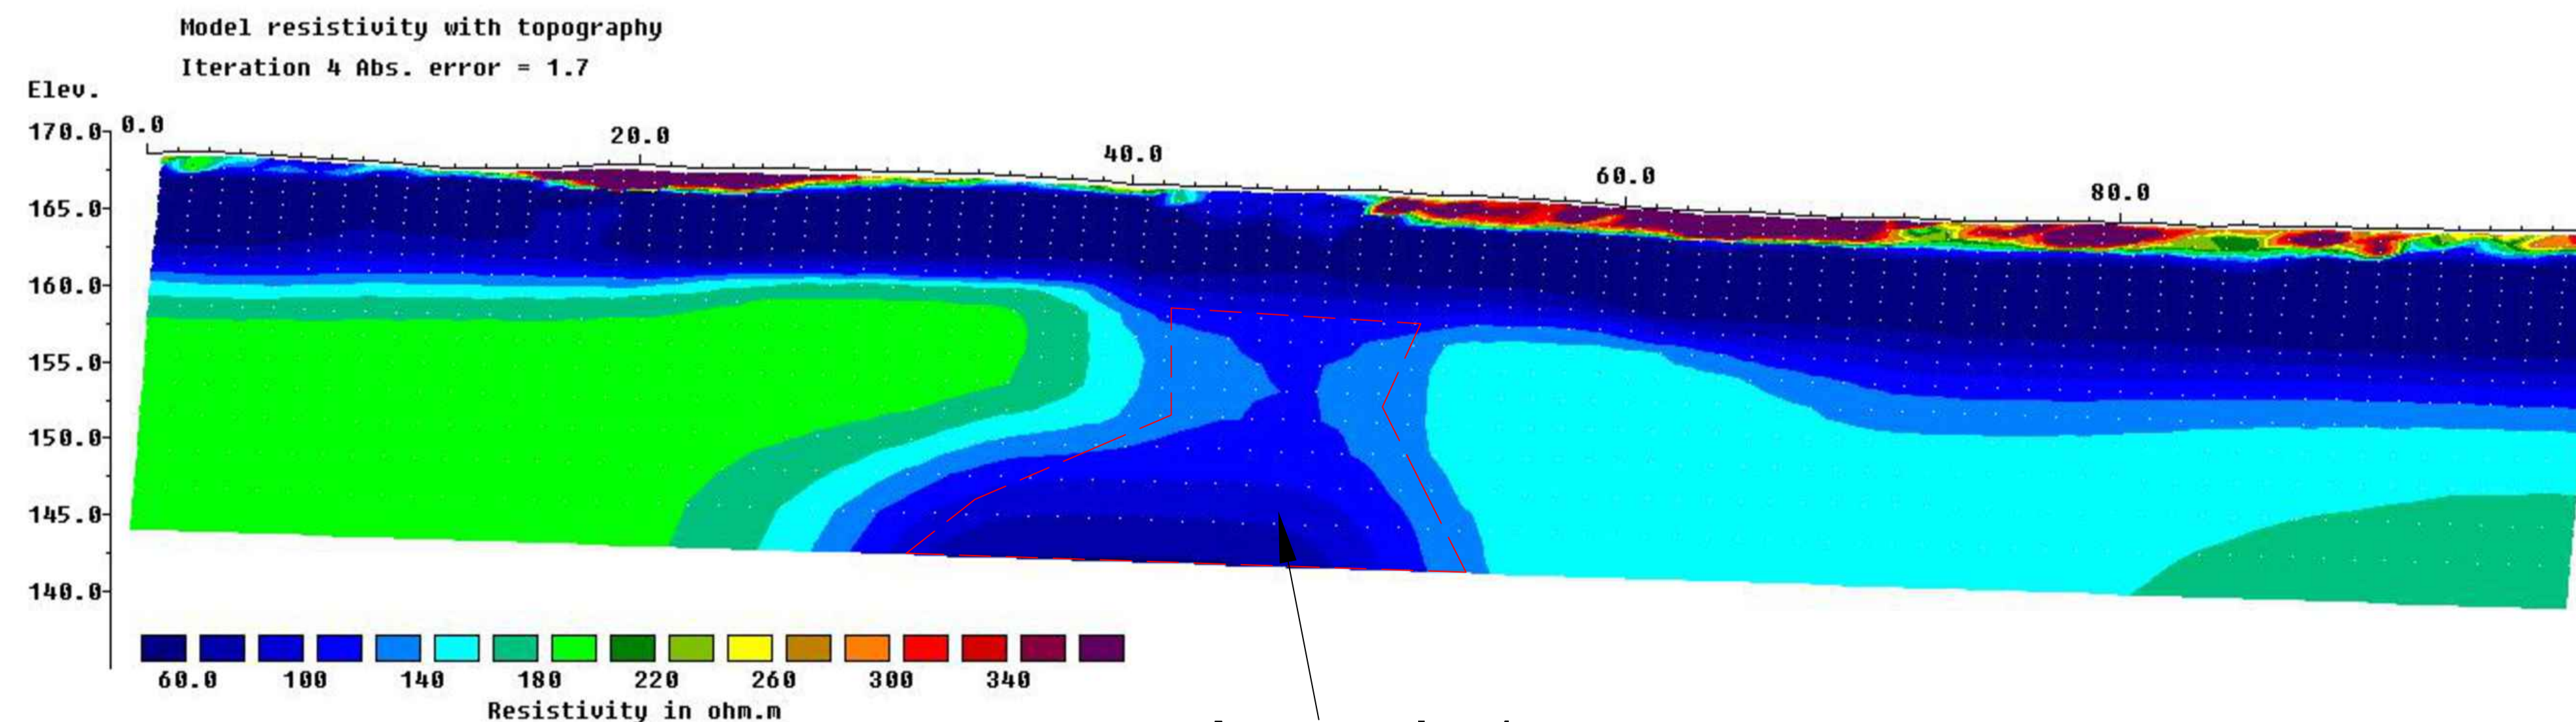 Model resistivity with topography
Iteration 4 Abs. error = 1.7
Elev.
170.0
0.0
20.0
40.0
60.0
80.0
165.0
160.0
155.0
150.0
145.0
140.0
60.0 100 140 180 220 260 300 340
Resistivity in ohm.m